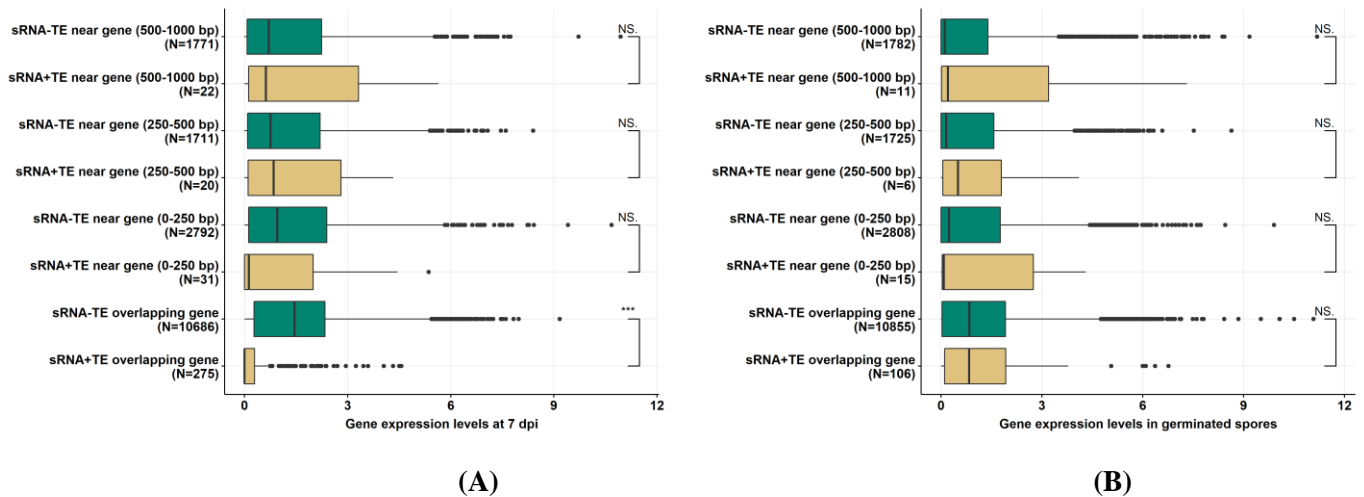 sRNA-TE near gene (500-1000 bp)
(N=1771)
sRNA+TE near gene (500-1000 bp)
(N=22)
sRNA-TE near gene (250-500 bp)
(N=1711)
sRNA+TE near gene (250-500 bp)
(N=20)
sRNA-TE near gene (0-250 bp)
(N=2792)
sRNA+TE near gene (0-250 bp)
(N=31)
sRNA-TE overlapping gene
(N=10686)
sRNA+TE overlapping gene
(N=275)
NS.
NS.
NS.
***
0 3 6 9 12
Gene expression levels at 7 dpi
(A)
sRNA-TE near gene (500-1000 bp)
(N=1782)
sRNA+TE near gene (500-1000 bp)
(N=11)
sRNA-TE near gene (250-500 bp)
(N=1725)
sRNA+TE near gene (250-500 bp)
(N=6)
sRNA-TE near gene (0-250 bp)
(N=2808)
sRNA+TE near gene (0-250 bp)
(N=15)
sRNA-TE overlapping gene
(N=10855)
sRNA+TE overlapping gene
(N=106)
NS.
NS.
NS.
NS.
0 3 6 9 12
Gene expression levels in germinated spores
(B)